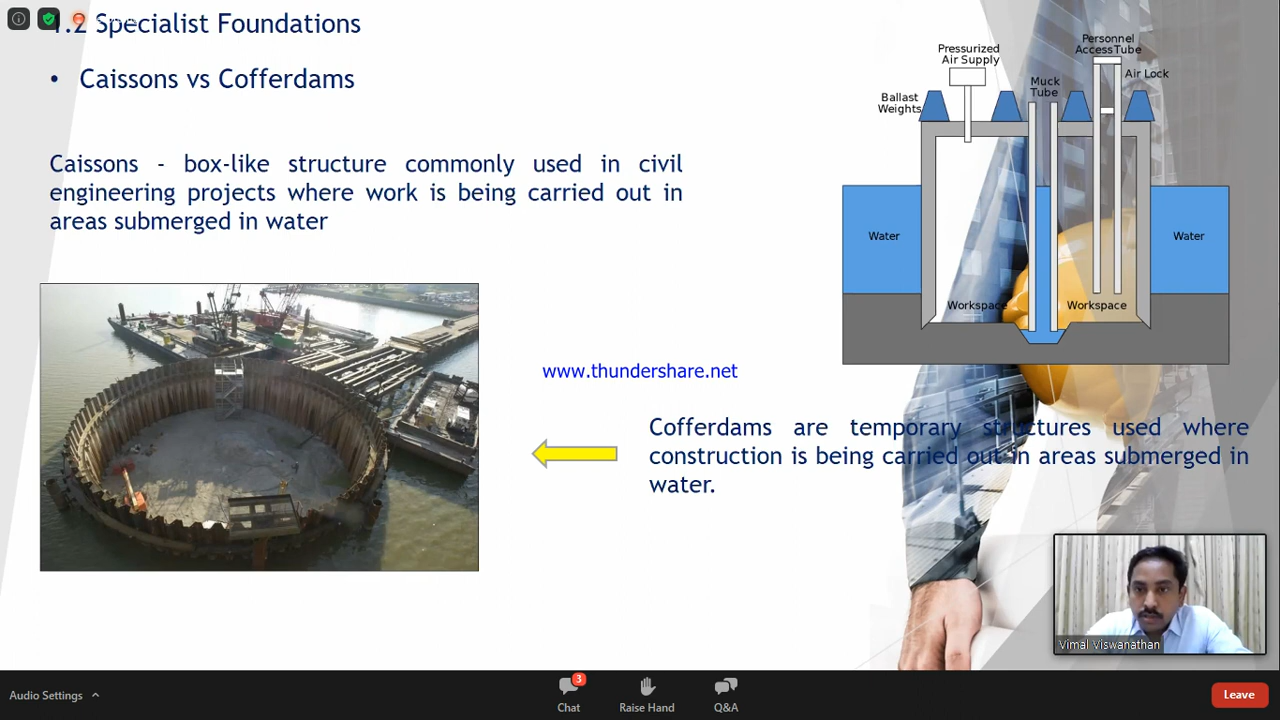 1.2 Specialist Foundations
• Caissons vs Cofferdams
Caissons - box-like structure commonly used in civil
engineering projects where work is being carried out in
areas submerged in water
Pressurized
Air Supply
Personnel
Access Tube
Muck
Tube
Air Lock
Ballast
Weights
Water
Water
Workspace
Workspace
www.thundershare.net
Cofferdams are temporary structures used where
construction is being carried out in areas submerged in
water.
Vimal Viswanathan
Audio Settings
3
Chat
Raise Hand
Q&A
Leave